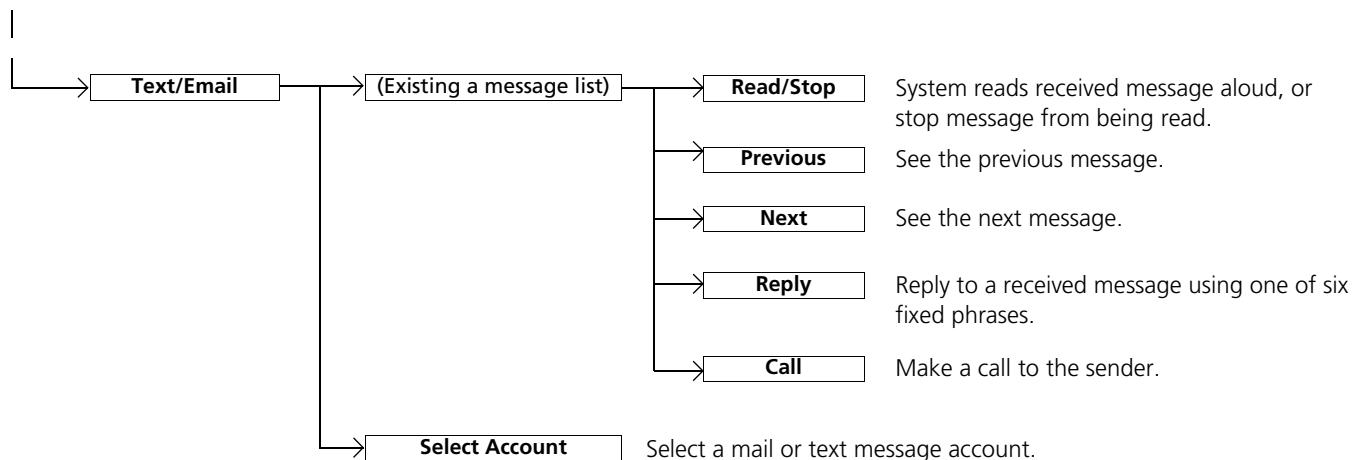 Text/Email
(Existing a message list)
Read/Stop
System reads received message aloud, or
stop message from being read.
Previous
See the previous message.
Next
See the next message.
Reply
Reply to a received message using one of six
fixed phrases.
Call
Make a call to the sender.
Select Account
Select a mail or text message account.